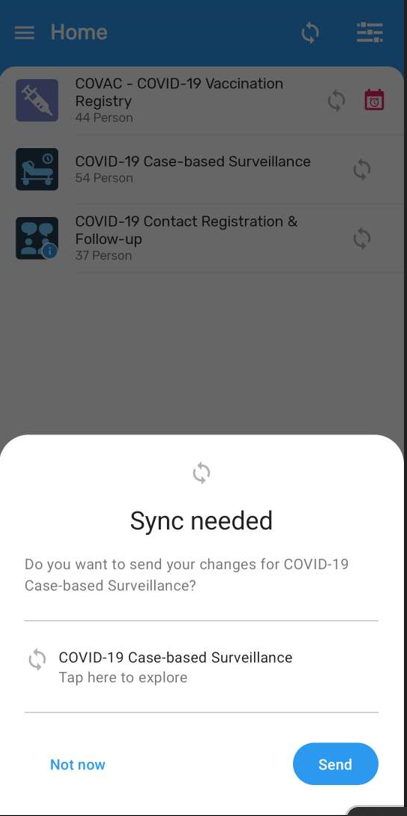 Home
COVAC - COVID-19 Vaccination
Registry
44 Person
COVID-19 Case-based Surveillance
54 Person
COVID-19 Contact Registration &
Follow-up
37 Person
Sync needed
Do you want to send your changes for COVID-19
Case-based Surveillance?
COVID-19 Case-based Surveillance
Tap here to explore
Not now
Send